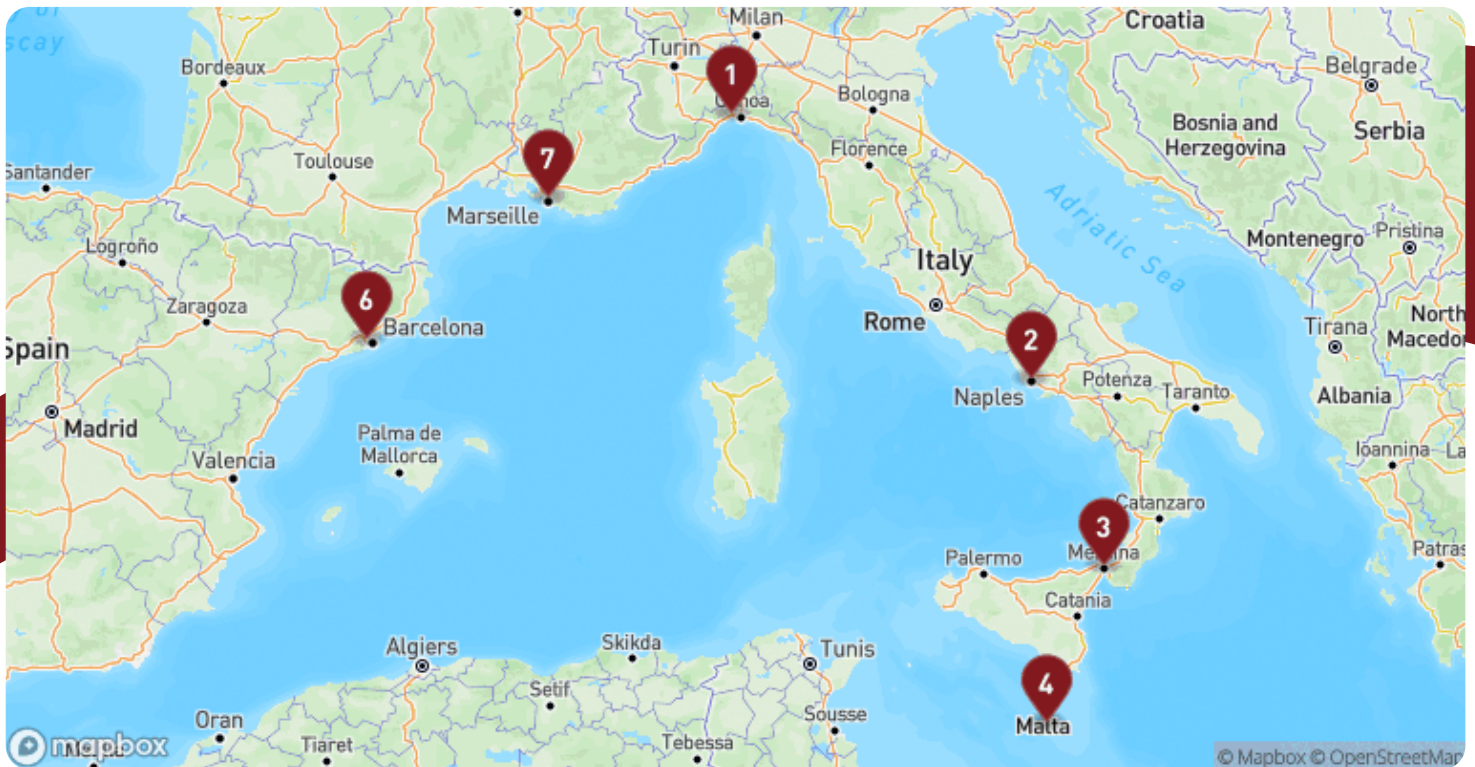 Milan
Croatia
ay of
scay
Turin
1
Bordeaux
Belgrade
Bologna
Bosnia and
Herzegovina
Serbia
Florence
Toulouse
7
Santander
Marseille
Adriatic Sea
Logroño
Montenegro
Pristina
Italy
6
Zaragoza
Barcelona
Rome
North
Macedo
Spain
Tirana
2
Potenza
Taranto
Naples
Albania
Madrid
Palma de
Mallorca
Valencia
Ioannina
La
Catanzaro
3
Palermo
Patras
Catania
Algiers
Skikda
Tunis
4
Setif
Malta
Oran
Sousse
Tiaret
Tebessa
mapbox
© Mapbox © OpenStreetMap